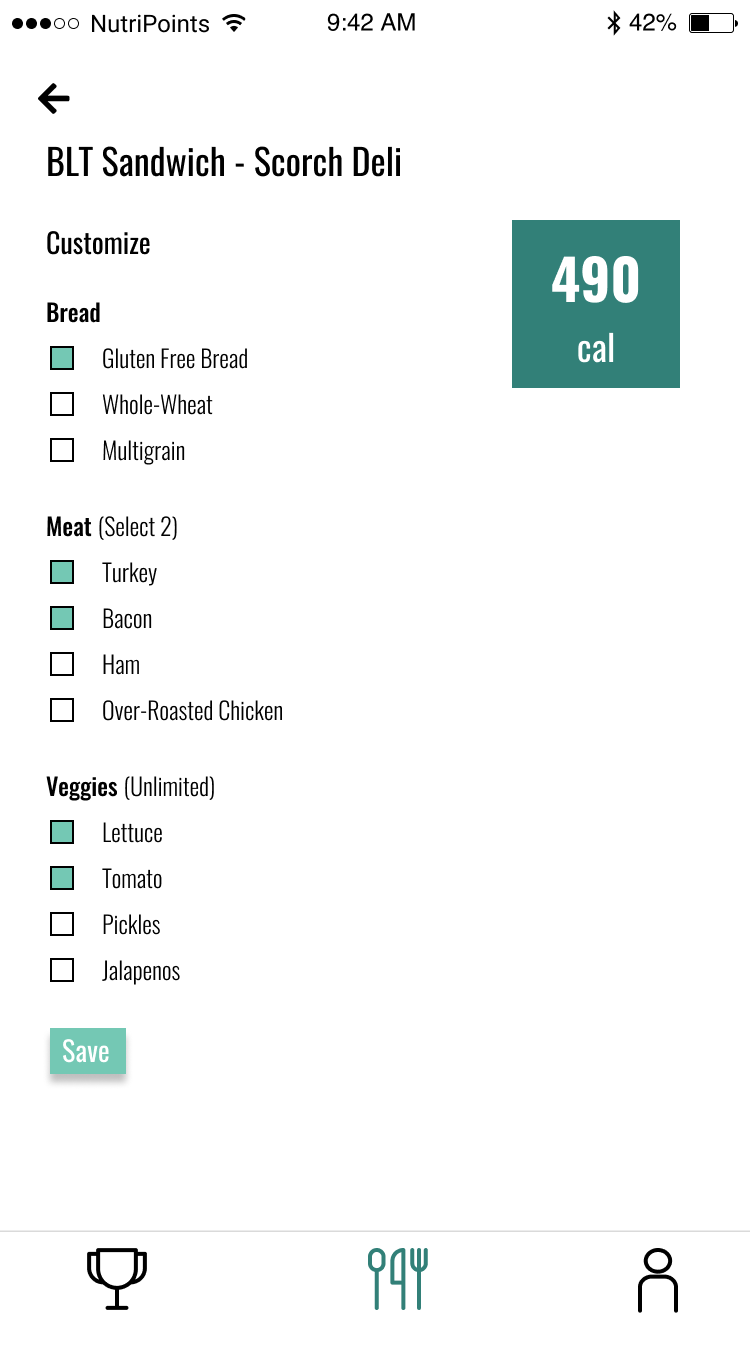 NutriPoints 9:42 AM 42%
BLT Sandwich - Scorch Deli
Customize
490
cal
Bread
Gluten Free Bread
Whole-Wheat
Multigrain
Meat (Select 2)
Turkey
Bacon
Ham
Over-Roasted Chicken
Veggies (Unlimited)
Lettuce
Tomato
Pickles
Jalapenos
Save